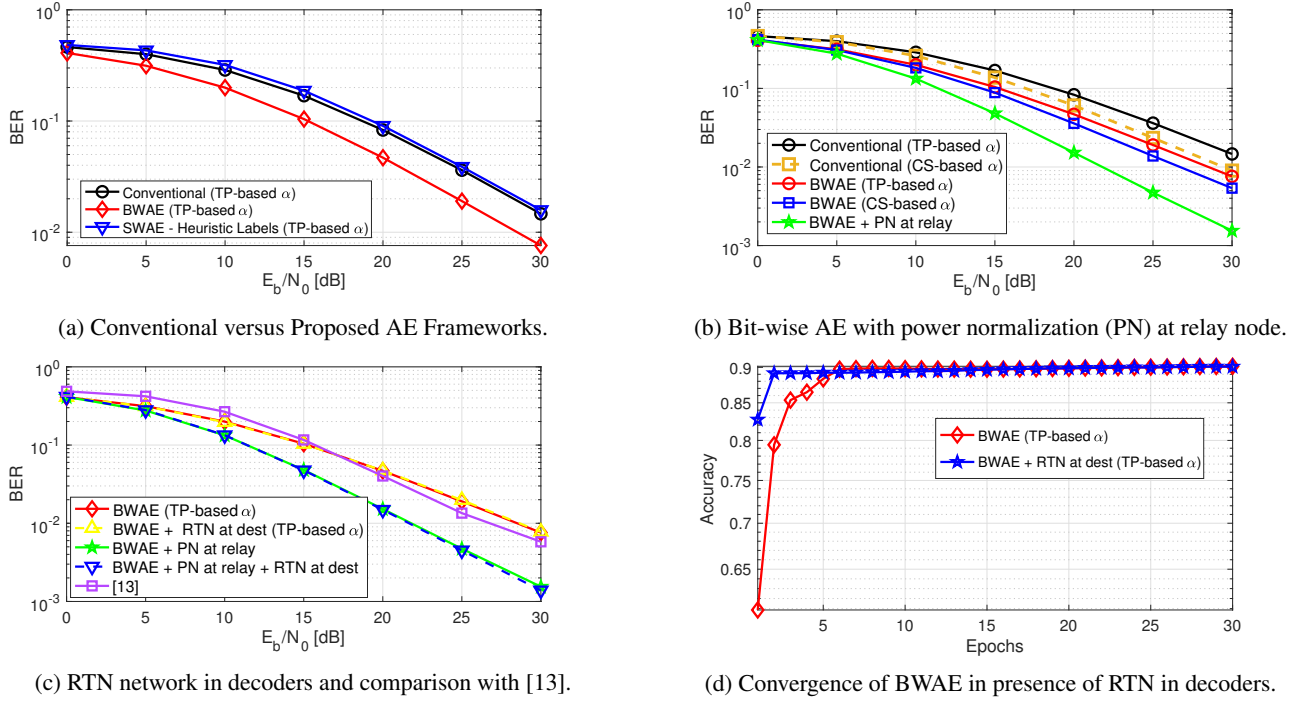 10^0
10^-1
10^-2
BER
0 5 10 15 20 25 30
E_b/N_0 [dB]
Conventional (TP-based α)
BWAE (TP-based α)
SWAE - Heuristic Labels (TP-based α)
(a) Conventional versus Proposed AE Frameworks.
10^0
10^-1
10^-2
10^-3
BER
0 5 10 15 20 25 30
E_b/N_0 [dB]
Conventional (TP-based α)
Conventional (CS-based α)
BWAE (TP-based α)
BWAE (CS-based α)
BWAE + PN at relay
(b) Bit-wise AE with power normalization (PN) at relay node.
10^0
10^-1
10^-2
10^-3
BER
0 5 10 15 20 25 30
E_b/N_0 [dB]
BWAE (TP-based α)
BWAE + RTN at dest (TP-based α)
BWAE + PN at relay
BWAE + PN at relay + RTN at dest
[13]
(c) RTN network in decoders and comparison with [13].
0.9
0.85
0.8
0.75
0.7
0.65
Accuracy
5 10 15 20 25 30
Epochs
BWAE (TP-based α)
BWAE + RTN at dest (TP-based α)
(d) Convergence of BWAE in presence of RTN in decoders.